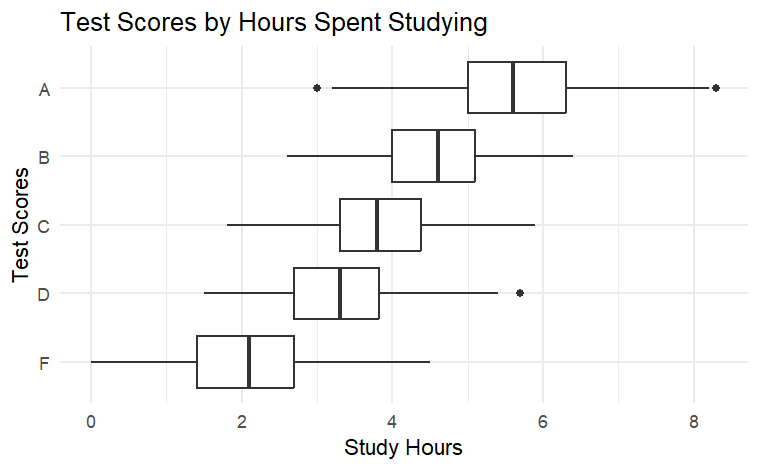 Test Scores by Hours Spent Studying
Test Scores
A
B
C
D
F
0 2 4 6 8
Study Hours